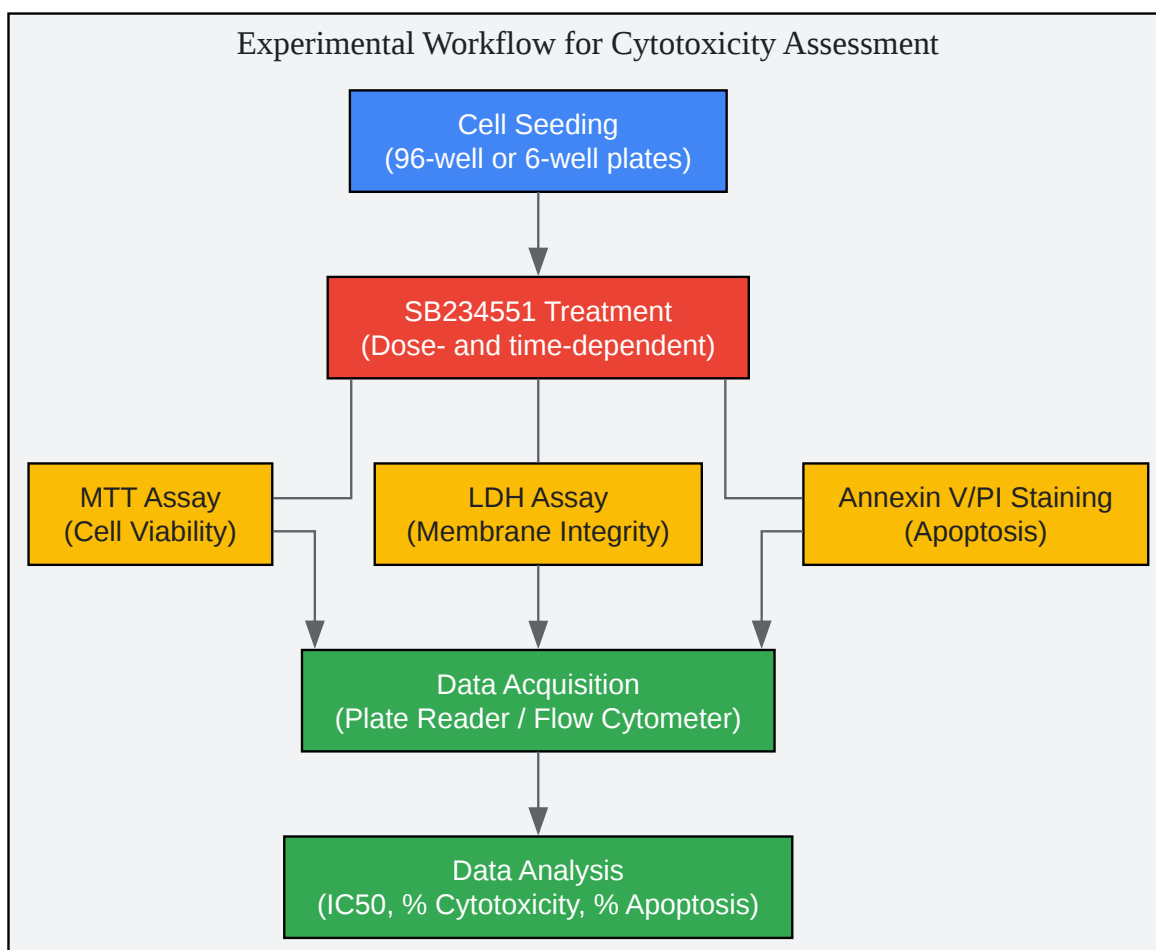 Experimental Workflow for Cytotoxicity Assessment
Cell Seeding
(96-well or 6-well plates)
SB234551 Treatment
(Dose- and time-dependent)
MTT Assay
(Cell Viability)
LDH Assay
(Membrane Integrity)
Annexin V/PI Staining
(Apoptosis)
Data Acquisition
(Plate Reader / Flow Cytometer)
Data Analysis
(IC50, % Cytotoxicity, % Apoptosis)